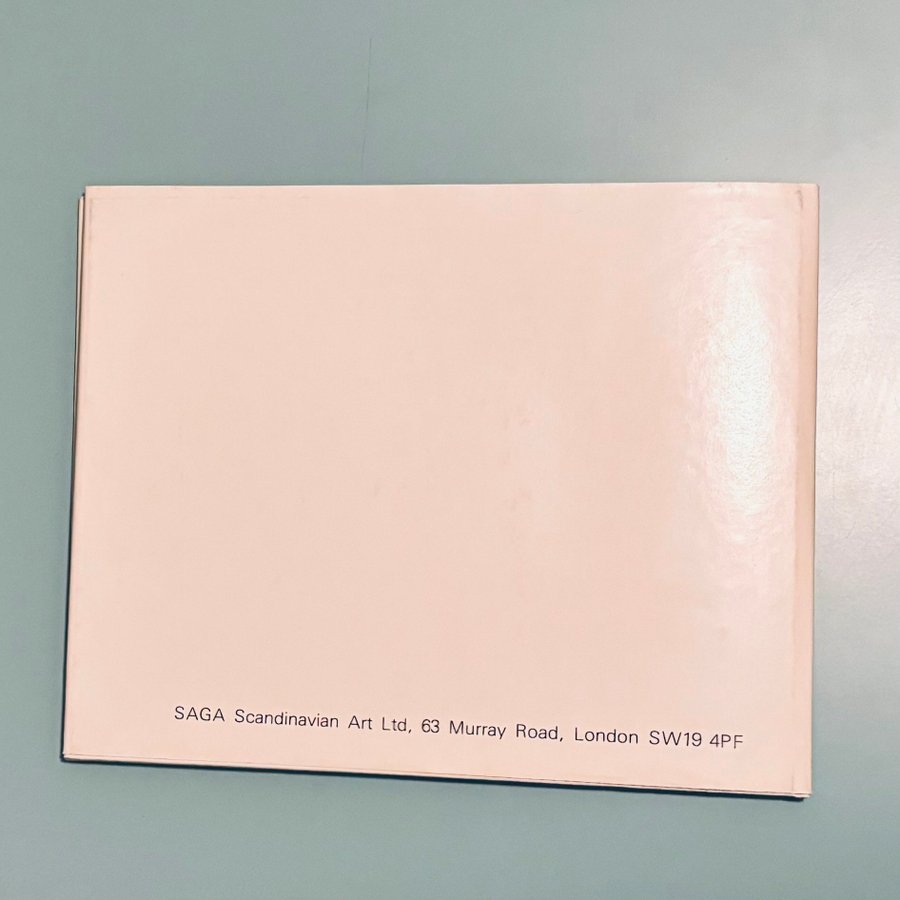 SAGA Scandinavian Art Ltd, 63 Murray Road, London SW19 4PF